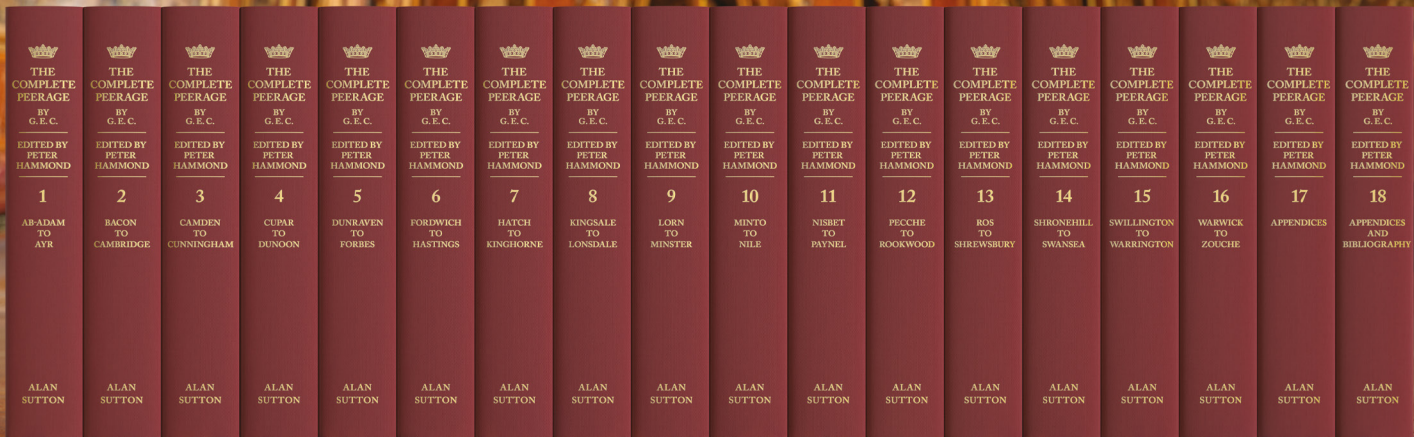 THE
COMPLETE
PEERAGE
BY
G. E. C.
EDITED BY
PETER
HAMMOND
1
AB-ADAM
TO
AYR
ALAN
SUTTON
THE
COMPLETE
PEERAGE
BY
G. E. C.
EDITED BY
PETER
HAMMOND
2
BACON
TO
CAMBRIDGE
ALAN
SUTTON
THE
COMPLETE
PEERAGE
BY
G. E. C.
EDITED BY
PETER
HAMMOND
3
CAMDEN
TO
CUNNINGHAM
ALAN
SUTTON
THE
COMPLETE
PEERAGE
BY
G. E. C.
EDITED BY
PETER
HAMMOND
4
CUPAR
TO
DUNOON
ALAN
SUTTON
THE
COMPLETE
PEERAGE
BY
G. E. C.
EDITED BY
PETER
HAMMOND
5
DUNRAVEN
TO
FORBES
ALAN
SUTTON
THE
COMPLETE
PEERAGE
BY
G. E. C.
EDITED BY
PETER
HAMMOND
6
FORDWICH
TO
HASTINGS
ALAN
SUTTON
THE
COMPLETE
PEERAGE
BY
G. E. C.
EDITED BY
PETER
HAMMOND
7
HATCH
TO
KINGHORNE
ALAN
SUTTON
THE
COMPLETE
PEERAGE
BY
G. E. C.
EDITED BY
PETER
HAMMOND
8
KINGSALE
TO
LONSDALE
ALAN
SUTTON
THE
COMPLETE
PEERAGE
BY
G. E. C.
EDITED BY
PETER
HAMMOND
9
LORN
TO
MINSTER
ALAN
SUTTON
THE
COMPLETE
PEERAGE
BY
G. E. C.
EDITED BY
PETER
HAMMOND
10
MINTO
TO
NILE
ALAN
SUTTON
THE
COMPLETE
PEERAGE
BY
G. E. C.
EDITED BY
PETER
HAMMOND
11
NISBET
TO
PAYNEL
ALAN
SUTTON
THE
COMPLETE
PEERAGE
BY
G. E. C.
EDITED BY
PETER
HAMMOND
12
PECCHE
TO
ROOKWOOD
ALAN
SUTTON
THE
COMPLETE
PEERAGE
BY
G. E. C.
EDITED BY
PETER
HAMMOND
13
ROS
TO
SHREWSBURY
ALAN
SUTTON
THE
COMPLETE
PEERAGE
BY
G. E. C.
EDITED BY
PETER
HAMMOND
14
SHRONEHILL
TO
SWANSEA
ALAN
SUTTON
THE
COMPLETE
PEERAGE
BY
G. E. C.
EDITED BY
PETER
HAMMOND
15
SWILLINGTON
TO
WARRINGTON
ALAN
SUTTON
THE
COMPLETE
PEERAGE
BY
G. E. C.
EDITED BY
PETER
HAMMOND
16
WARWICK
TO
ZOUCHE
ALAN
SUTTON
THE
COMPLETE
PEERAGE
BY
G. E. C.
EDITED BY
PETER
HAMMOND
17
APPENDICES
ALAN
SUTTON
THE
COMPLETE
PEERAGE
BY
G. E. C.
EDITED BY
PETER
HAMMOND
18
APPENDICES
AND
BIBLIOGRAPHY
ALAN
SUTTON